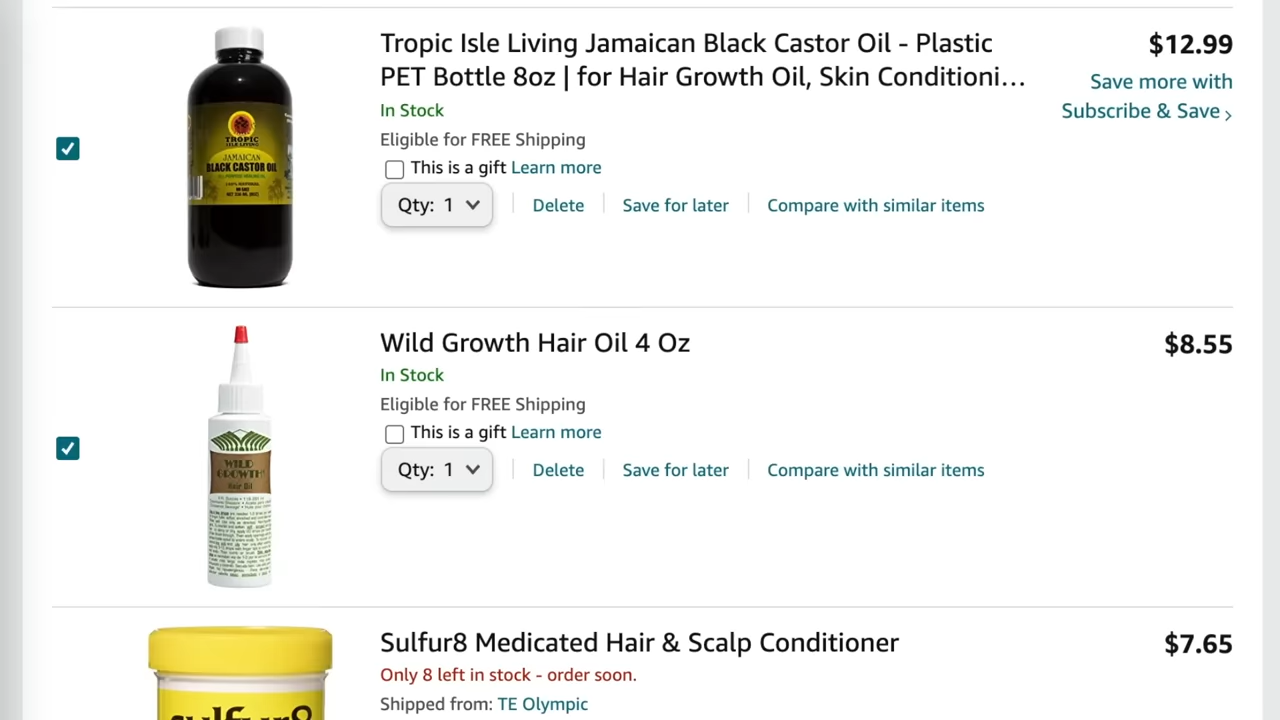 Tropic Isle Living Jamaican Black Castor Oil - Plastic
PET Bottle 8oz | for Hair Growth Oil, Skin Conditioni...
$12.99
Save more with
Subscribe & Save ›
In Stock
Eligible for FREE Shipping
This is a gift Learn more
Qty: 1
Delete
Save for later
Compare with similar items
TROPIC
ISLE LIVING
JAMAICAN
BLACK CASTOR OIL
Wild Growth Hair Oil 4 Oz
$8.55
In Stock
Eligible for FREE Shipping
This is a gift Learn more
Qty: 1
Delete
Save for later
Compare with similar items
WILD
GROWTH
Hair Oil
Sulfur8 Medicated Hair & Scalp Conditioner
$7.65
Only 8 left in stock - order soon.
Shipped from: TE Olympic
sulfur8